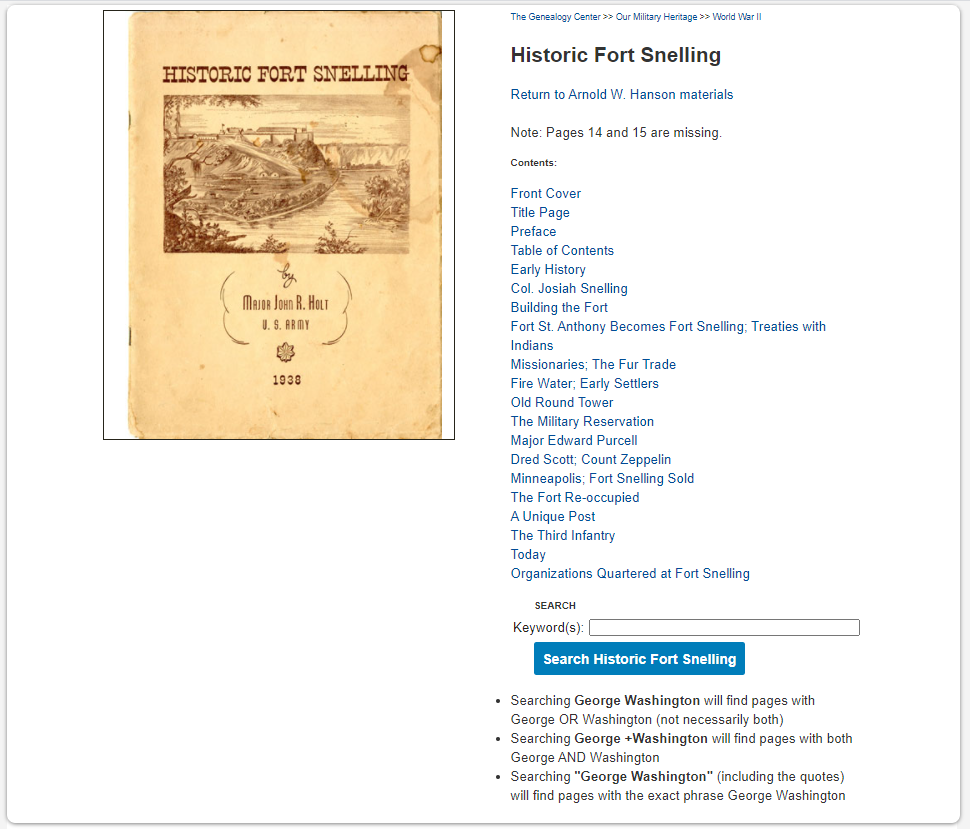 HISTORIC FORT SNELLING
by
MAJOR JOHN R. HOLT
U. S. ARMY
1938
The Genealogy Center >> Our Military Heritage >> World War II
Historic Fort Snelling
Return to Arnold W. Hanson materials
Note: Pages 14 and 15 are missing.
Contents:
Front Cover
Title Page
Preface
Table of Contents
Early History
Col. Josiah Snelling
Building the Fort
Fort St. Anthony Becomes Fort Snelling; Treaties with
Indians
Missionaries; The Fur Trade
Fire Water; Early Settlers
Old Round Tower
The Military Reservation
Major Edward Purcell
Dred Scott; Count Zeppelin
Minneapolis; Fort Snelling Sold
The Fort Re-occupied
A Unique Post
The Third Infantry
Today
Organizations Quartered at Fort Snelling
SEARCH
Keyword(s):
Search Historic Fort Snelling
• Searching George Washington will find pages with
George OR Washington (not necessarily both)
• Searching George +Washington will find pages with both
George AND Washington
• Searching "George Washington" (including the quotes)
will find pages with the exact phrase George Washington